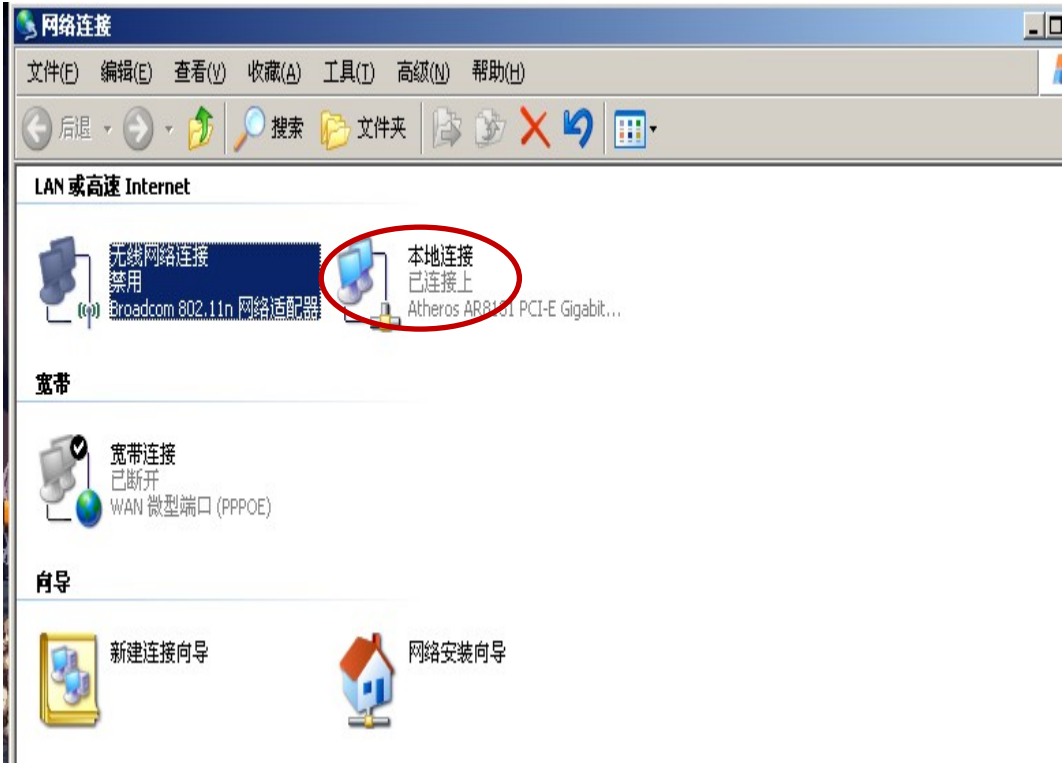 网络连接
文件(F) 编辑(E) 查看(V) 收藏(A) 工具(T) 高级(N) 帮助(H)
后退 搜索 文件夹
LAN 或高速 Internet
无线网络连接
禁用
Broadcom 802.11n 网络适配器
本地连接
已连接上
Atheros AR8131 PCI-E Gigabit...
宽带
宽带连接
已断开
WAN 微型端口 (PPPOE)
向导
新建连接向导
网络安装向导